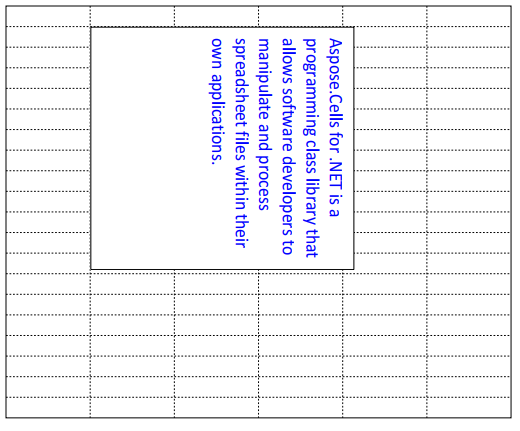 Aspose.Cells for .NET is a
programming class library that
allows software developers to
manipulate and process
spreadsheet files within their
own applications.